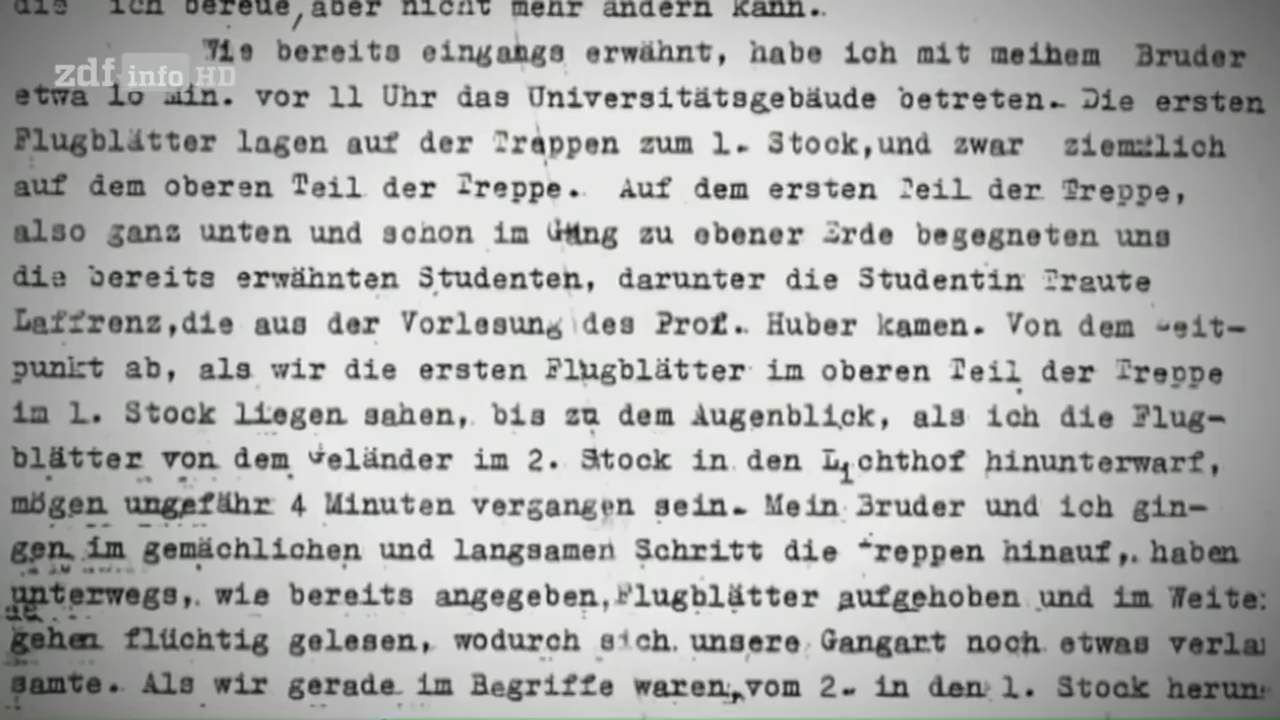 die ich bereue, aber nicht mehr ändern kann.
Wie bereits eingangs erwähnt, habe ich mit meihem Bruder
zdf info HD
etwa 10 Min. vor 11 Uhr das Universitätsgebäude betreten. Die ersten
Flugblätter lagen auf der Treppen zum 1. Stock,und zwar ziemzlich
auf dem oberen Teil der Treppe. Auf dem ersten Teil der Treppe,
also ganz unten und schon im Gang zu ebener Erde begegneten uns
die bereits erwähnten Studenten, darunter die Studentin Traute
Laffrenz,die aus der Vorlesung des Prof. Huber kamen. Von dem Zeit-
punkt ab, als wir die ersten Flugblätter im oberen Teil der Treppe
im 1. Stock liegen sahen, bis zu dem Augenblick, als ich die Flug-
blätter von dem Geländer im 2. Stock in den Lichthof hinunterwarf,
mögen ungefähr 4 Minuten vergangen sein. Mein Bruder und ich gin-
gen im gemächlichen und langsamen Schritt die Treppen hinauf, haben
unterwegs, wie bereits angegeben,Flugblätter aufgehoben und im Weiter
gehen flüchtig gelesen, wodurch sich unsere Gangart noch etwas verla
samte. Als wir gerade im Begriffe waren,vom 2. in den 1. Stock herun